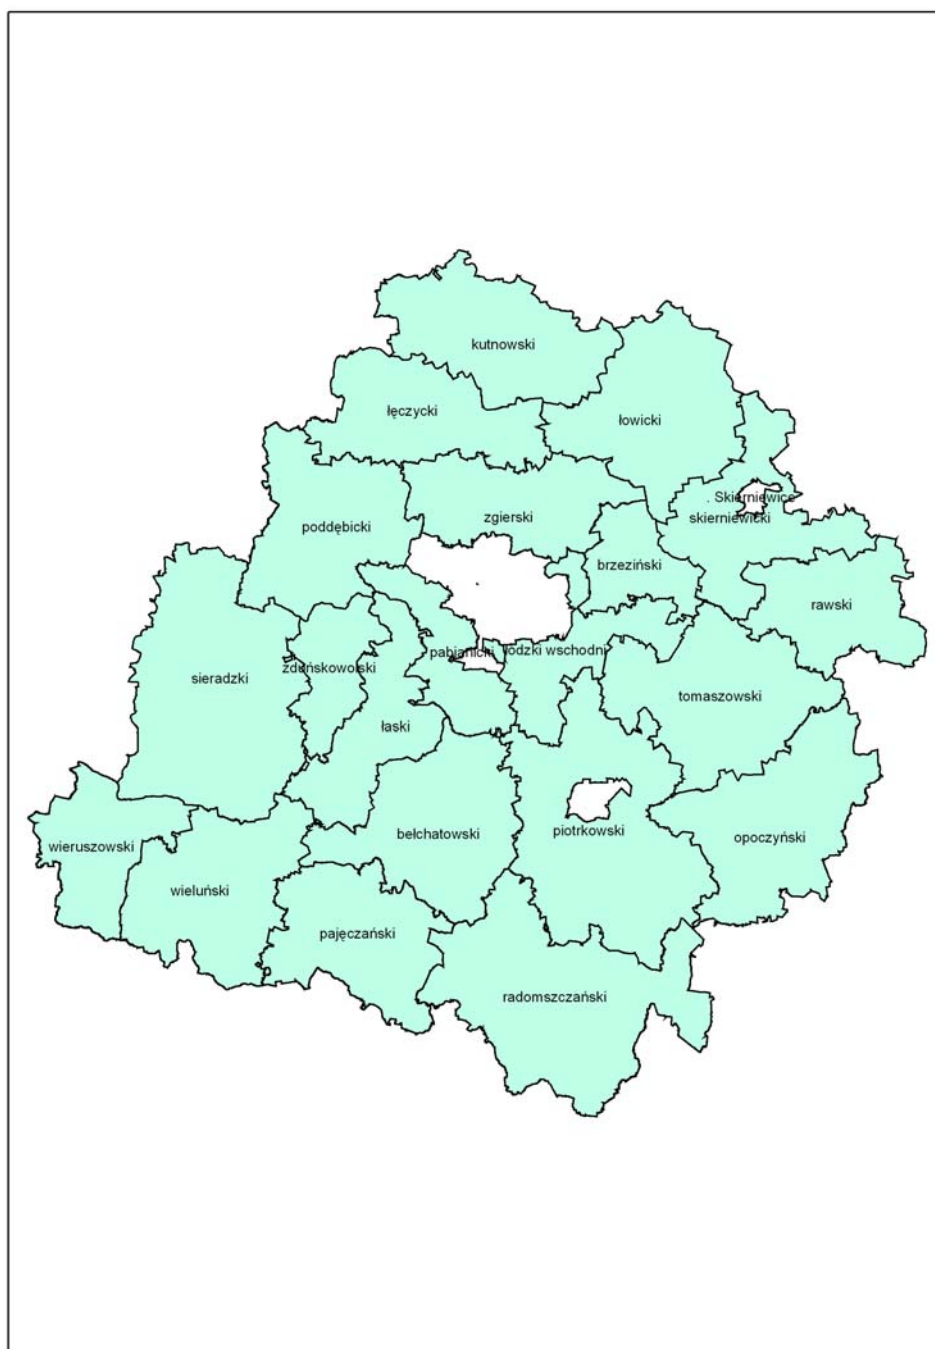 kutnowski
łęczycki
łowicki
. Skierniewice
zgierski
skierniewicki
poddębicki
brzeziński
rawski
pabianicki
łódzki wschodni
zduńskowolski
sieradzki
tomaszowski
łaski
bełchatowski
piotrkowski
opoczyński
wieruszowski
wieluński
pajęczański
radomszczański